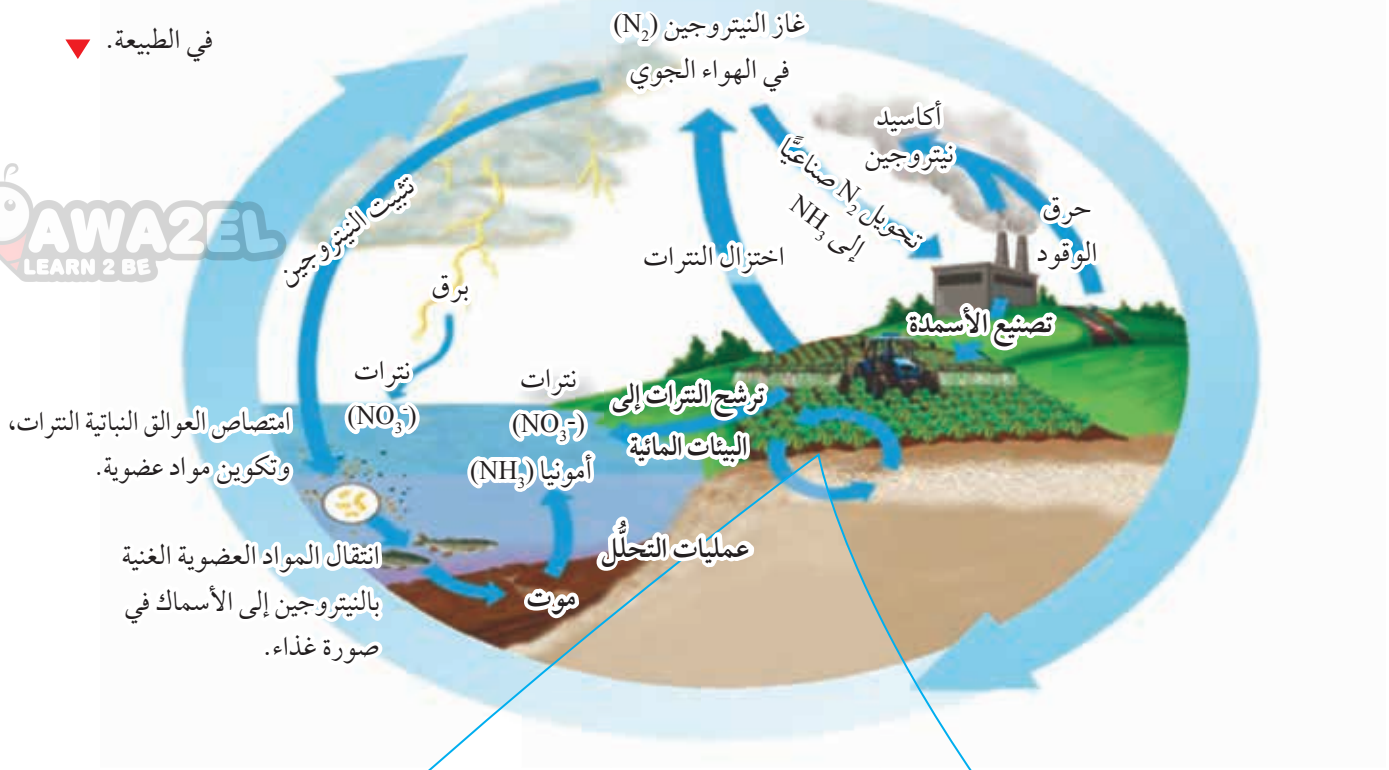 في الطبيعة.
غاز النيتروجين (N₂)
في الهواء الجوي
أكاسيد
نيتروجين
حرق
الوقود
تحويل N₂ صناعيًّا
إلى NH₃
اختزال النترات
تثبيت النيتروجين
برق
تصنيع الأسمدة
نترات
(NO₃⁻)
نترات
(NO₃⁻)
أمونيا (NH₃)
ترشح النترات إلى
البيئات المائية
امتصاص العوالق النباتية النترات،
وتكوين مواد عضوية.
عمليات التحلُّل
موت
انتقال المواد العضوية الغنية
بالنيتروجين إلى الأسماك في
صورة غذاء.
AWA2EL
LEARN 2 BE